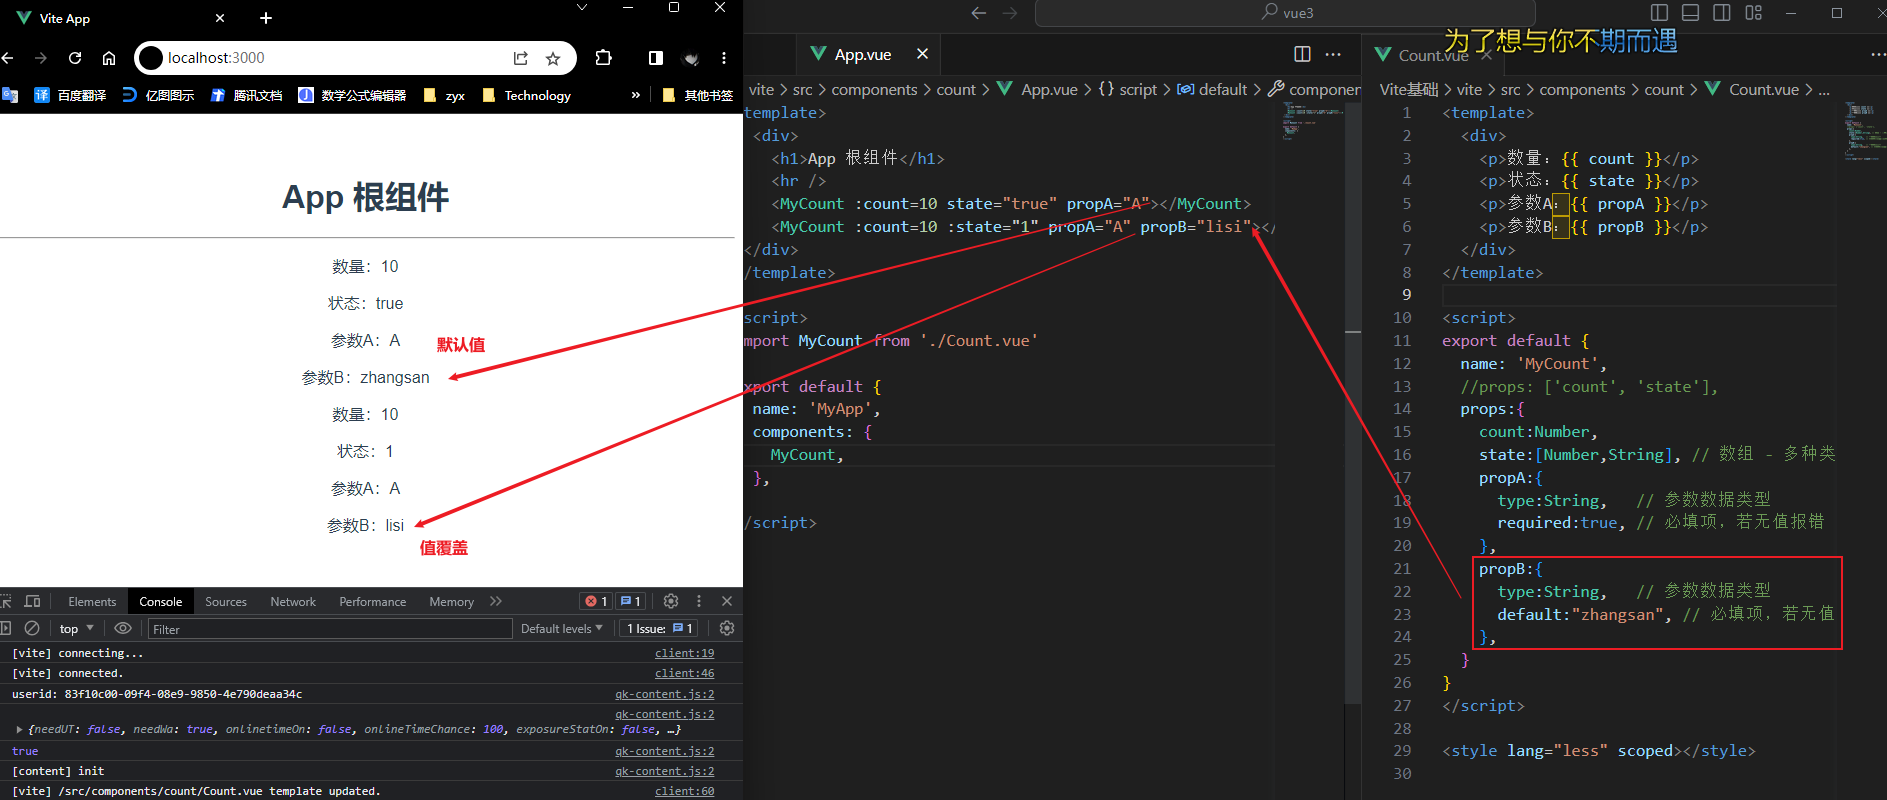 Vite App
localhost:3000
百度翻译
亿图图示
腾讯文档
数学公式编辑器
zyx
Technology
»
其他书签
App 根组件
数量：10
状态：true
参数A：A
默认值
参数B：zhangsan
数量：10
状态：1
参数A：A
参数B：lisi
值覆盖
Elements
Console
Sources
Network
Performance
Memory
1
1
top
Filter
Default levels
1 Issue:
1
[vite] connecting...
client:19
[vite] connected.
client:46
userid: 83f10c00-09f4-08e9-9850-4e790deaa34c
qk-content.js:2
qk-content.js:2
{needUT: false, needWa: true, onlinetimeOn: false, onlineTimeChance: 100, exposureStatOn: false, …}
true
qk-content.js:2
[content] init
qk-content.js:2
[vite] /src/components/count/Count.vue template updated.
client:60
vue3
App.vue
vite > src > components > count > App.vue > {} script > default > componen
template>
<div>
<h1>App 根组件</h1>
<hr />
<MyCount :count=10 state="true" propA="A"></MyCount>
<MyCount :count=10 :state="1" propA="A" propB="lisi"></
</div>
/template>
script>
mport MyCount from './Count.vue'
xport default {
name: 'MyApp',
components: {
MyCount,
},
/script>
为了想与你不期而遇
Count.vue
Vite基础 > vite > src > components > count > Count.vue > ...
1 <template>
2 <div>
3 <p>数量：{{ count }}</p>
4 <p>状态：{{ state }}</p>
5 <p>参数A：{{ propA }}</p>
6 <p>参数B：{{ propB }}</p>
7 </div>
8 </template>
9
10 <script>
11 export default {
12 name: 'MyCount',
13 //props: ['count', 'state'],
14 props:{
15 count:Number,
16 state:[Number,String], // 数组 - 多种类
17 propA:{
18 type:String, // 参数数据类型
19 required:true, // 必填项，若无值报错
20 },
21 propB:{
22 type:String, // 参数数据类型
23 default:"zhangsan", // 必填项，若无值
24 },
25 }
26 }
27 </script>
28
29 <style lang="less" scoped></style>
30